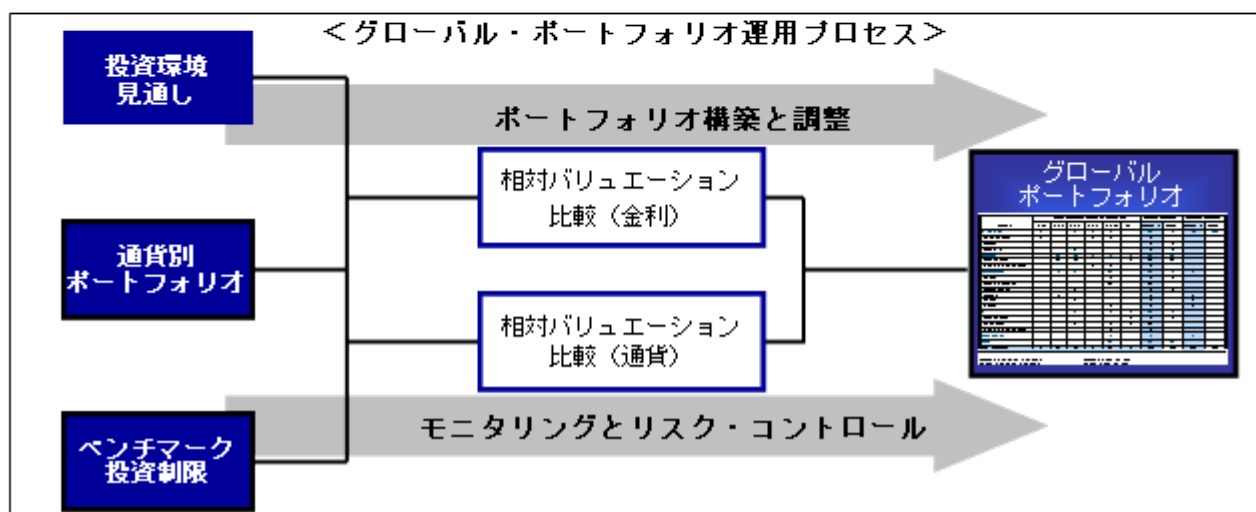 ＜グローバル・ポートフォリオ運用プロセス＞
投資環境
見通し
ポートフォリオ構築と調整
相対バリュエーション
比較（金利）
グローバル
ポートフォリオ
通貨別
ポートフォリオ
相対バリュエーション
比較（通貨）
ベンチマーク
投資制限
モニタリングとリスク・コントロール